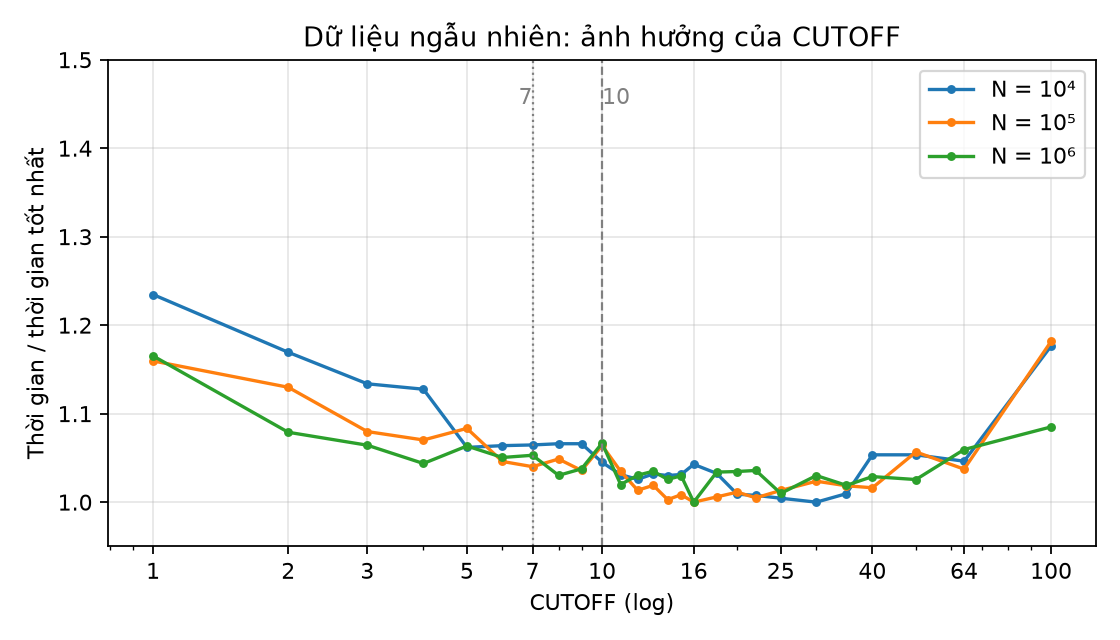 Dữ liệu ngẫu nhiên: ảnh hưởng của CUTOFF
Thời gian / thời gian tốt nhất
1.5
1.4
1.3
1.2
1.1
1.0
7
10
N = 10⁴
N = 10⁵
N = 10⁶
1 2 3 5 7 10 16 25 40 64 100
CUTOFF (log)